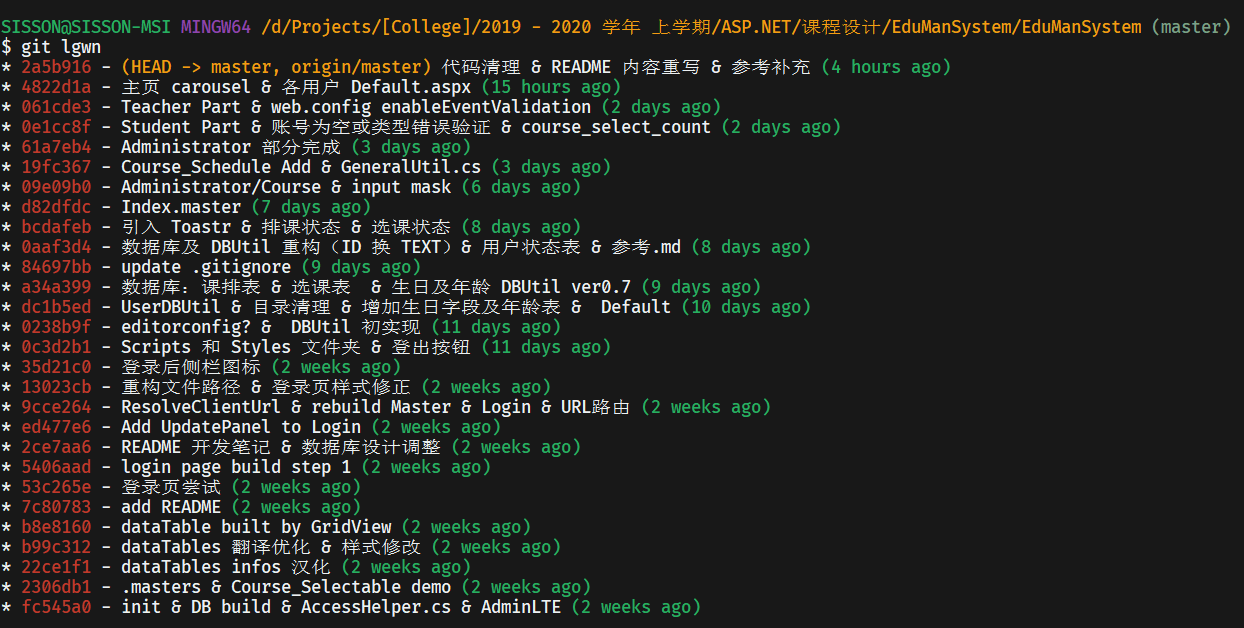 SISSON@SISSON-MSI MINGW64 /d/Projects/[College]/2019 - 2020 学年 上学期/ASP.NET/课程设计/EduManSystem/EduManSystem (master)
$ git lgwn
* 2a5b916 - (HEAD -> master, origin/master) 代码清理 & README 内容重写 & 参考补充 (4 hours ago)
* 4822d1a - 主页 carousel & 各用户 Default.aspx (15 hours ago)
* 061cde3 - Teacher Part & web.config enableEventValidation (2 days ago)
* 0e1cc8f - Student Part & 账号为空或类型错误验证 & course_select_count (2 days ago)
* 61a7eb4 - Administrator 部分完成 (3 days ago)
* 19fc367 - Course_Schedule Add & GeneralUtil.cs (3 days ago)
* 09e09b0 - Administrator/Course & input mask (6 days ago)
* d82dfdc - Index.master (7 days ago)
* bcdafeb - 引入 Toastr & 排课状态 & 选课状态 (8 days ago)
* 0aaf3d4 - 数据库及 DBUtil 重构（ID 换 TEXT）& 用户状态表 & 参考.md (8 days ago)
* 84697bb - update .gitignore (9 days ago)
* a34a399 - 数据库：课排表 & 选课表  & 生日及年龄 DBUtil ver0.7 (9 days ago)
* dc1b5ed - UserDBUtil & 目录清理 & 增加生日字段及年龄表 &  Default (10 days ago)
* 0238b9f - editorconfig? &  DBUtil 初实现 (11 days ago)
* 0c3d2b1 - Scripts 和 Styles 文件夹 & 登出按钮 (11 days ago)
* 35d21c0 - 登录后侧栏图标 (2 weeks ago)
* 13023cb - 重构文件路径 & 登录页样式修正 (2 weeks ago)
* 9cce264 - ResolveClientUrl & rebuild Master & Login & URL路由 (2 weeks ago)
* ed477e6 - Add UpdatePanel to Login (2 weeks ago)
* 2ce7aa6 - README 开发笔记 & 数据库设计调整 (2 weeks ago)
* 5406aad - login page build step 1 (2 weeks ago)
* 53c265e - 登录页尝试 (2 weeks ago)
* 7c80783 - add README (2 weeks ago)
* b8e8160 - dataTable built by GridView (2 weeks ago)
* b99c312 - dataTables 翻译优化 & 样式修改 (2 weeks ago)
* 22ce1f1 - dataTables infos 汉化 (2 weeks ago)
* 2306db1 - .masters & Course_Selectable demo (2 weeks ago)
* fc545a0 - init & DB build & AccessHelper.cs & AdminLTE (2 weeks ago)